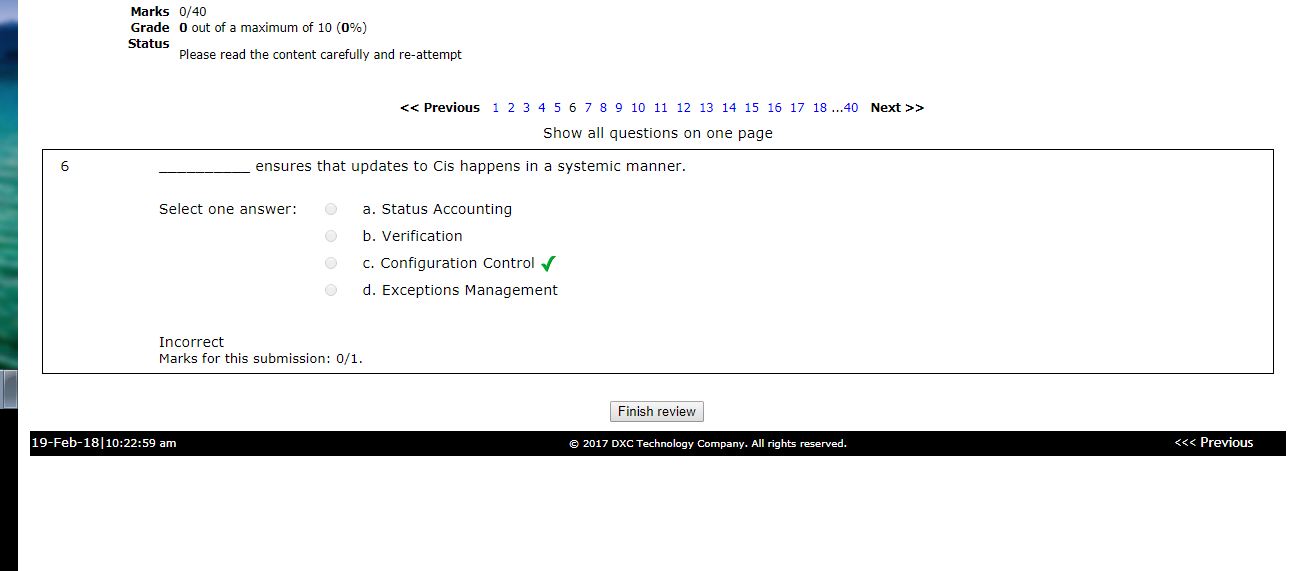 Marks 0/40
Grade 0 out of a maximum of 10 (0%)
Status
Please read the content carefully and re-attempt
<< Previous 1 2 3 4 5 6 7 8 9 10 11 12 13 14 15 16 17 18 ...40 Next >>
Show all questions on one page
6 __________ ensures that updates to Cis happens in a systemic manner.
Select one answer: a. Status Accounting
b. Verification
c. Configuration Control
d. Exceptions Management
Incorrect
Marks for this submission: 0/1.
Finish review
19-Feb-18|10:22:59 am © 2017 DXC Technology Company. All rights reserved. <<< Previous